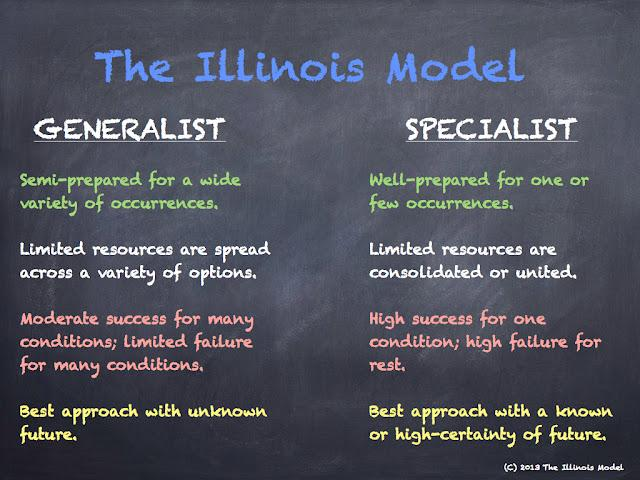 The Illinois Model
GENERALIST
Semi-prepared for a wide
variety of occurrences.
Limited resources are spread
across a variety of options.
Moderate success for many
conditions; limited failure
for many conditions.
Best approach with unknown
future.
SPECIALIST
Well-prepared for one or
few occurrences.
Limited resources are
consolidated or united.
High success for one
condition; high failure for
rest.
Best approach with a known
or high-certainty of future.
(C) 2013 The Illinois Model